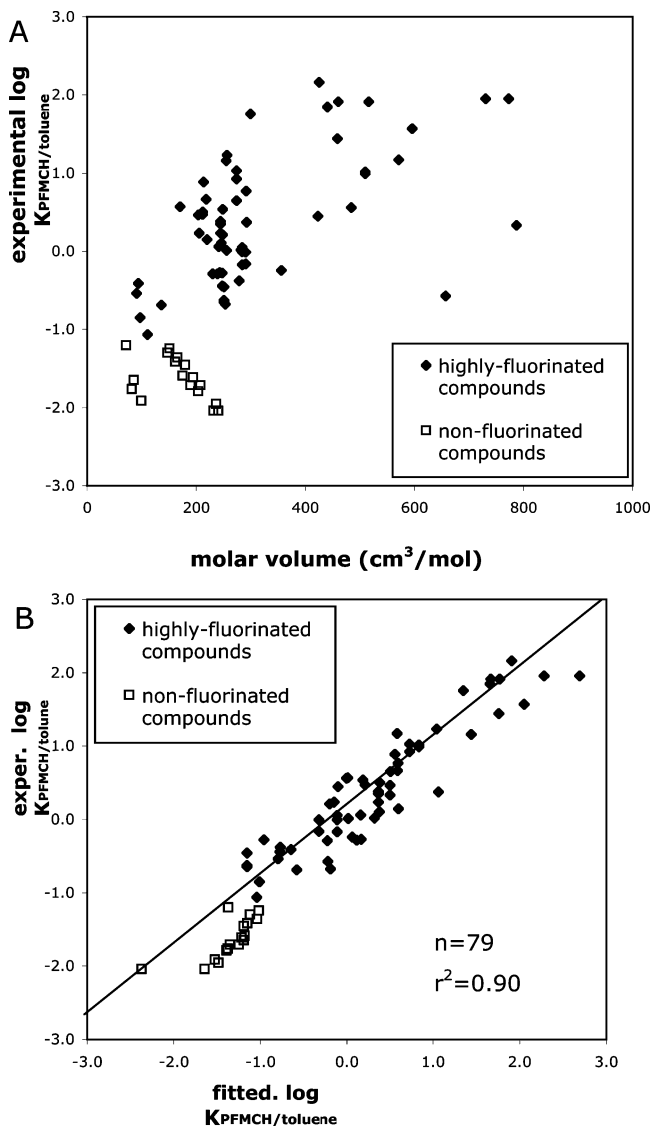 A
experimental log
KPFMCH/toluene
3.0
2.0
1.0
0.0
-1.0
-2.0
-3.0
highly-fluorinated
compounds
non-fluorinated
compounds
0
200
400
600
800
1000
molar volume (cm³/mol)
B
exper. log
KPFMCH/tolune
3.0
2.0
1.0
0.0
-1.0
-2.0
-3.0
highly-fluorinated
compounds
non-fluorinated
compounds
n=79
r²=0.90
-3.0
-2.0
-1.0
0.0
1.0
2.0
3.0
fitted. log
KPFMCH/toluene